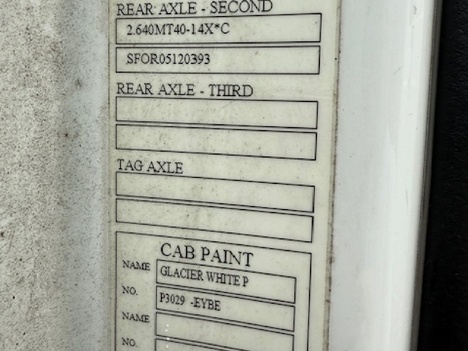 REAR AXLE - SECOND
2.640MT40-14X*C
SFOR05120393
REAR AXLE - THIRD
TAG AXLE
CAB PAINT
NAME GLACIER WHITE P
NO. P3029 -EYBE
NAME
NO.